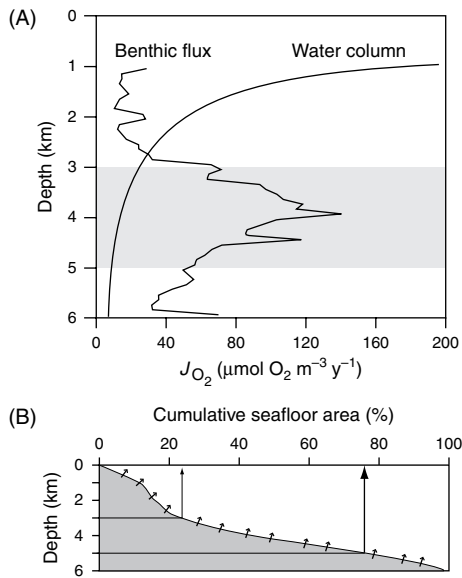 (A)
0
Benthic flux Water column
1
2
3
4
5
6
Depth (km)
0 40 80 120 160 200
J O2 (μmol O2 m−3 y−1)
(B)
Cumulative seafloor area (%)
0 20 40 60 80 100
0
2
4
6
Depth (km)